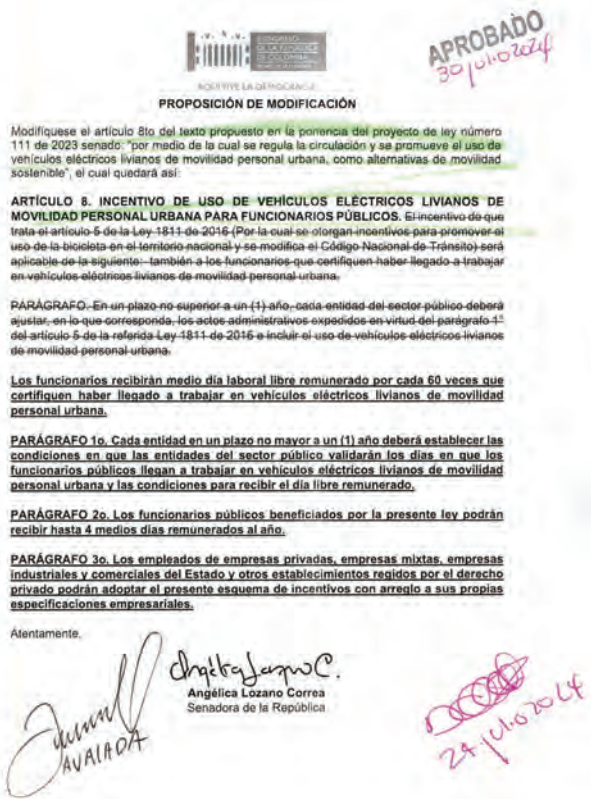 CONGRESO
DE LA REPÚBLICA
DE COLOMBIA
AQUÍ VIVE LA DEMOCRACIA
APROBADO
30 julio 2024
PROPOSICIÓN DE MODIFICACIÓN
Modifíquese el artículo 8to del texto propuesto en la ponencia del proyecto de ley número
111 de 2023 senado: "por medio de la cual se regula la circulación y se promueve el uso de
vehículos eléctricos livianos de movilidad personal urbana, como alternativas de movilidad
sostenible", el cual quedará así:
ARTÍCULO 8. INCENTIVO DE USO DE VEHÍCULOS ELÉCTRICOS LIVIANOS DE
MOVILIDAD PERSONAL URBANA PARA FUNCIONARIOS PÚBLICOS. El incentivo de que
trata el artículo 5 de la Ley 1811 de 2016 (Por la cual se otorgan incentivos para promover el
uso de la bicicleta en el territorio nacional y se modifica el Código Nacional de Tránsito) será
aplicable de la siguiente: también a los funcionarios que certifiquen haber llegado a trabajar
en vehículos eléctricos livianos de movilidad personal urbana.
PARÁGRAFO. En un plazo no superior a un (1) año, cada entidad del sector público deberá
ajustar, en lo que corresponda, los actos administrativos expedidos en virtud del parágrafo 1°
del artículo 5 de la referida Ley 1811 de 2016 e incluir el uso de vehículos eléctricos livianos
de movilidad personal urbana.
Los funcionarios recibirán medio día laboral libre remunerado por cada 60 veces que
certifiquen haber llegado a trabajar en vehículos eléctricos livianos de movilidad
personal urbana.
PARÁGRAFO 1o. Cada entidad en un plazo no mayor a un (1) año deberá establecer las
condiciones en que las entidades del sector público validarán los días en que los
funcionarios públicos llegan a trabajar en vehículos eléctricos livianos de movilidad
personal urbana y las condiciones para recibir el día libre remunerado.
PARÁGRAFO 2o. Los funcionarios públicos beneficiados por la presente ley podrán
recibir hasta 4 medios días remunerados al año.
PARÁGRAFO 3o. Los empleados de empresas privadas, empresas mixtas, empresas
industriales y comerciales del Estado y otros establecimientos regidos por el derecho
privado podrán adoptar el presente esquema de incentivos con arreglo a sus propias
especificaciones empresariales.
Atentamente,
Angélica Lozano C.
Angélica Lozano Correa
Senadora de la República
AVALADA
24 julio 2024